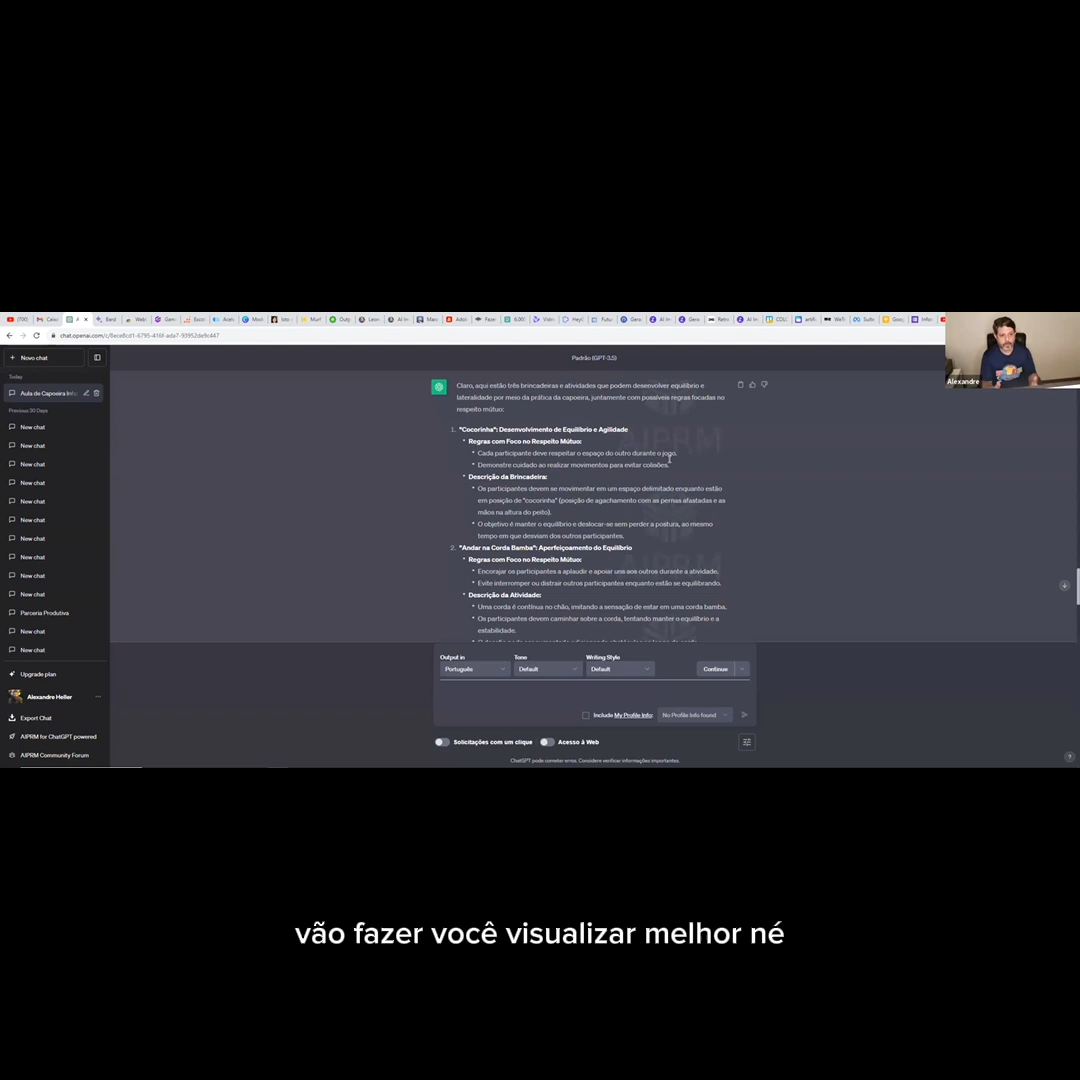 chat.openai.com/c/8ece8cd1-6795-416f-ada7-93952de9c447
Novo chat
Padrão (GPT-3.5)
Today
Aula de Capoeira Infa
Previous 30 Days
New chat
New chat
New chat
New chat
New chat
New chat
New chat
New chat
New chat
New chat
Parceria Produtiva
New chat
New chat
Upgrade plan
Alexandre Heller
Export Chat
AIPRM for ChatGPT powered
AIPRM Community Forum
Alexandre
Claro, aqui estão três brincadeiras e atividades que podem desenvolver equilíbrio e
lateralidade por meio da prática da capoeira, juntamente com possíveis regras focadas no
respeito mútuo:
1. "Cocorinha": Desenvolvimento de Equilíbrio e Agilidade
Regras com Foco no Respeito Mútuo:
Cada participante deve respeitar o espaço do outro durante o jogo.
Demonstre cuidado ao realizar movimentos para evitar colisões.
Descrição da Brincadeira:
Os participantes devem se movimentar em um espaço delimitado enquanto estão
em posição de "cocorinha" (posição de agachamento com as pernas afastadas e as
mãos na altura do peito).
O objetivo é manter o equilíbrio e deslocar-se sem perder a postura, ao mesmo
tempo em que desviam dos outros participantes.
2. "Andar na Corda Bamba": Aperfeiçoamento do Equilíbrio
Regras com Foco no Respeito Mútuo:
Encorajar os participantes a aplaudir e apoiar uns aos outros durante a atividade.
Evite interromper ou distrair outros participantes enquanto estão se equilibrando.
Descrição da Atividade:
Uma corda é contínua no chão, imitando a sensação de estar em uma corda bamba.
Os participantes devem caminhar sobre a corda, tentando manter o equilíbrio e a
estabilidade.
AIPRM
AIPRM
Output in Tone Writing Style
Português Default Default Continue
Include My Profile Info: No Profile Info found
Solicitações com um clique Acesso à Web
ChatGPT pode cometer erros. Considere verificar informações importantes.
vão fazer você visualizar melhor né